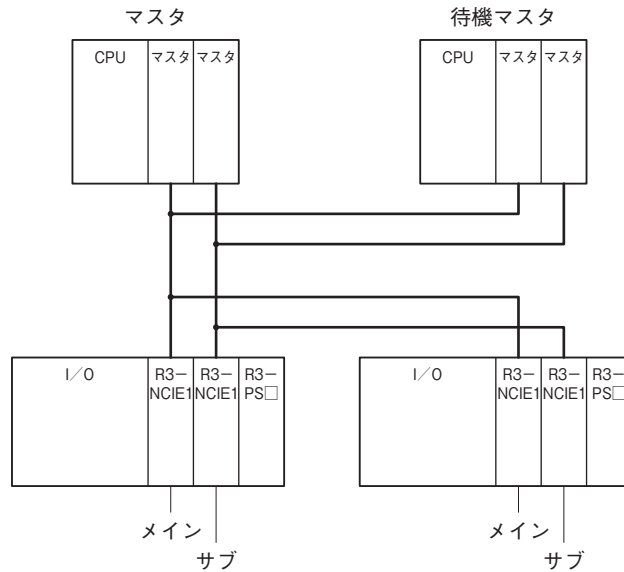 マスタ 待機マスタ
CPU マスタ マスタ CPU マスタ マスタ
I／O R3− R3− R3− I／O R3− R3− R3−
NCIE1 NCIE1 PS□ NCIE1 NCIE1 PS□
メイン メイン
サブ サブ